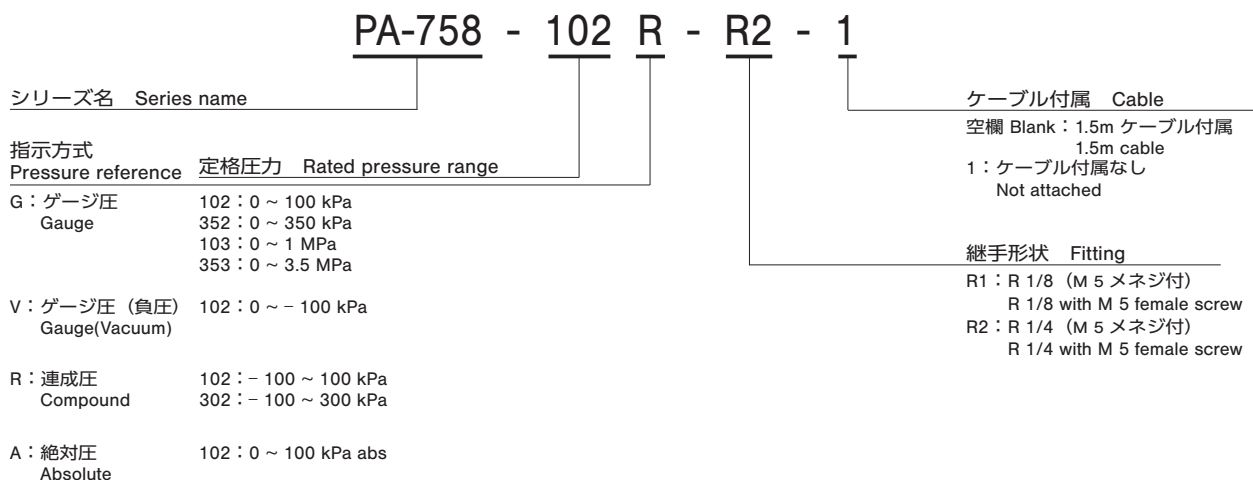 PA-758 - 102 R - R2 - 1
シリーズ名 Series name
指示方式
Pressure reference
定格圧力 Rated pressure range
G：ゲージ圧
Gauge
102：0 ~ 100 kPa
352：0 ~ 350 kPa
103：0 ~ 1 MPa
353：0 ~ 3.5 MPa
V：ゲージ圧（負圧）
Gauge(Vacuum)
102：0 ~ − 100 kPa
R：連成圧
Compound
102：− 100 ~ 100 kPa
302：− 100 ~ 300 kPa
A：絶対圧
Absolute
102：0 ~ 100 kPa abs
ケーブル付属 Cable
空欄 Blank：1.5m ケーブル付属
1.5m cable
1：ケーブル付属なし
Not attached
継手形状 Fitting
R1：R 1/8（M 5 メネジ付）
R 1/8 with M 5 female screw
R2：R 1/4（M 5 メネジ付）
R 1/4 with M 5 female screw